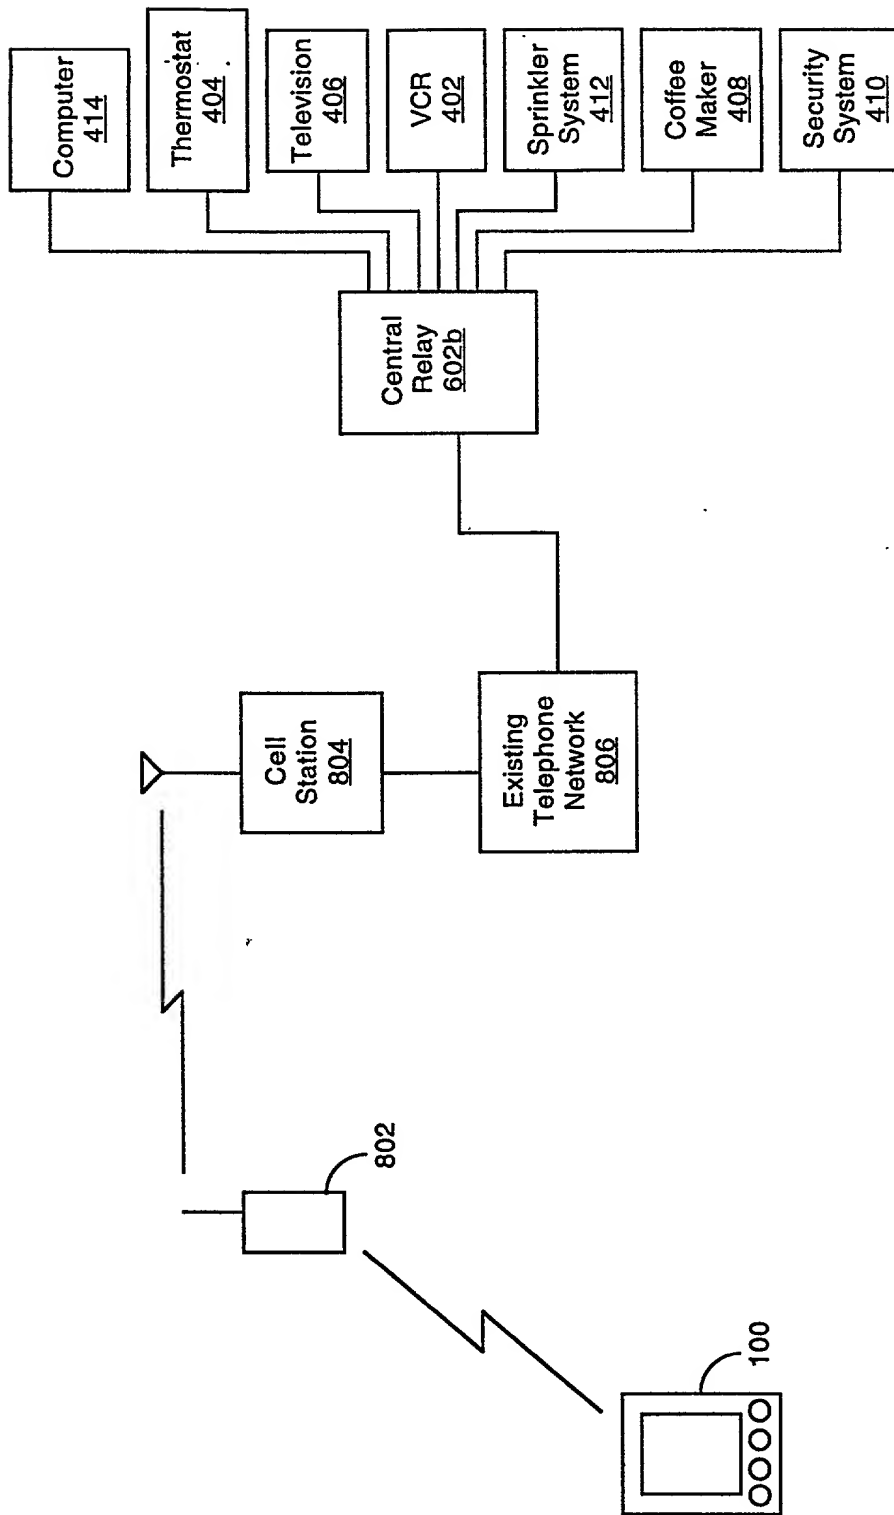 100
802
Cell
Station
804
Existing
Telephone
Network
806
Central
Relay
602b
Computer
414
Thermostat
404
Television
406
VCR
402
Sprinkler
System
412
Coffee
Maker
408
Security
System
410